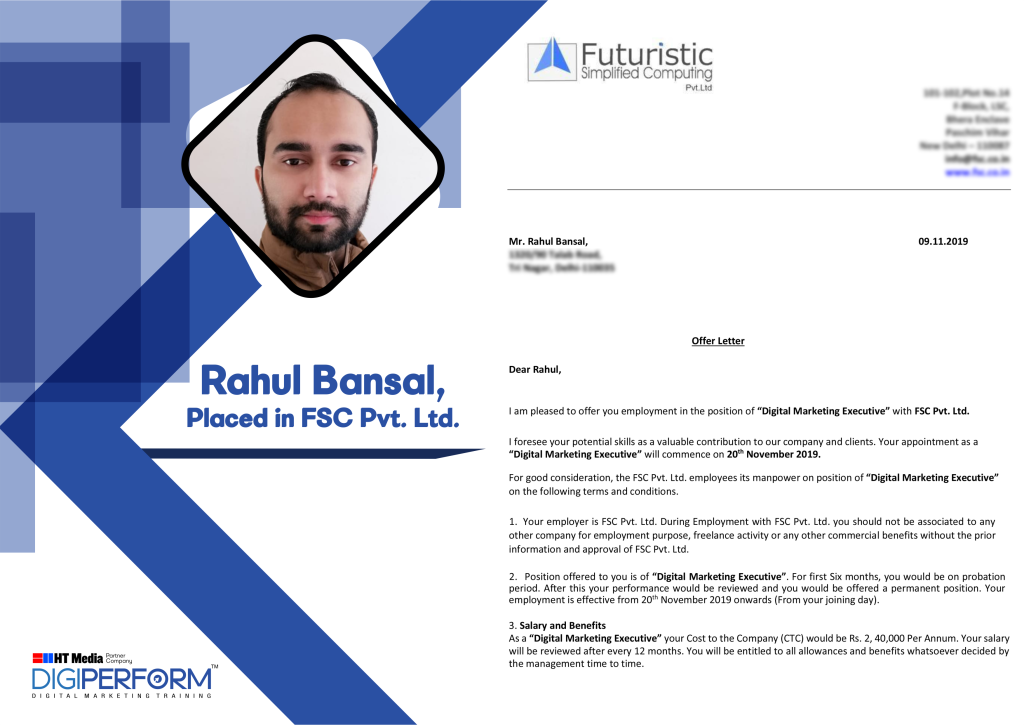 Rahul Bansal,
Placed in FSC Pvt. Ltd.
HT Media Partner Company
DIGIPERFORM™
DIGITAL MARKETING TRAINING
Futuristic
Simplified Computing
Pvt.Ltd
Mr. Rahul Bansal,
09.11.2019
Offer Letter
Dear Rahul,
I am pleased to offer you employment in the position of “Digital Marketing Executive” with FSC Pvt. Ltd.
I foresee your potential skills as a valuable contribution to our company and clients. Your appointment as a
“Digital Marketing Executive” will commence on 20th November 2019.
For good consideration, the FSC Pvt. Ltd. employees its manpower on position of “Digital Marketing Executive”
on the following terms and conditions.
1. Your employer is FSC Pvt. Ltd. During Employment with FSC Pvt. Ltd. you should not be associated to any
other company for employment purpose, freelance activity or any other commercial benefits without the prior
information and approval of FSC Pvt. Ltd.
2. Position offered to you is of “Digital Marketing Executive”. For first Six months, you would be on probation
period. After this your performance would be reviewed and you would be offered a permanent position. Your
employment is effective from 20th November 2019 onwards (From your joining day).
3. Salary and Benefits
As a “Digital Marketing Executive” your Cost to the Company (CTC) would be Rs. 2, 40,000 Per Annum. Your salary
will be reviewed after every 12 months. You will be entitled to all allowances and benefits whatsoever decided by
the management time to time.